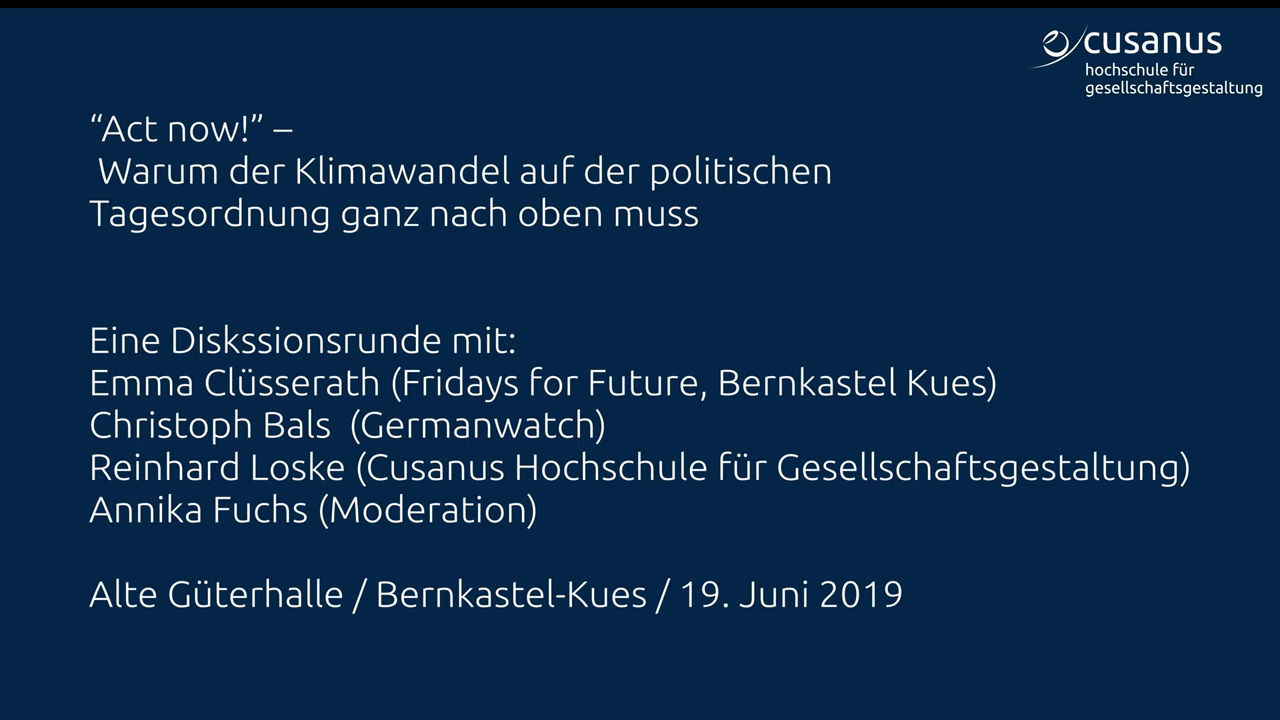 cusanus
hochschule für
gesellschaftsgestaltung
“Act now!” –
Warum der Klimawandel auf der politischen
Tagesordnung ganz nach oben muss
Eine Diskssionsrunde mit:
Emma Clüsserath (Fridays for Future, Bernkastel Kues)
Christoph Bals (Germanwatch)
Reinhard Loske (Cusanus Hochschule für Gesellschaftsgestaltung)
Annika Fuchs (Moderation)
Alte Güterhalle / Bernkastel-Kues / 19. Juni 2019